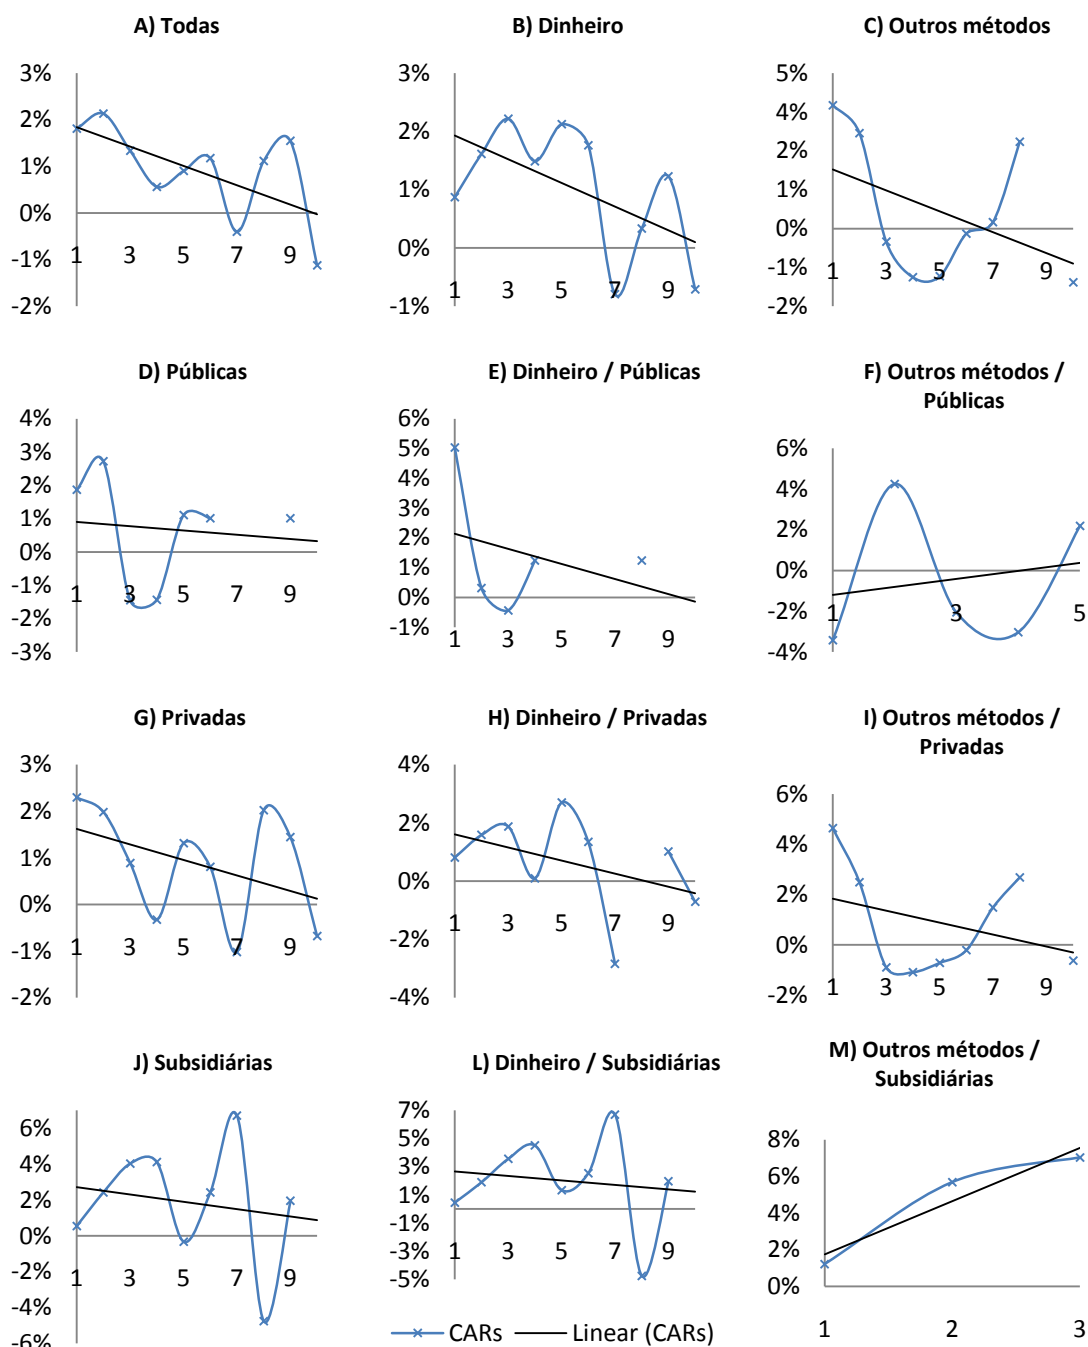 A) Todas
3%
2%
1%
0%
-1%
-2%
1 3 5 7 9
B) Dinheiro
3%
2%
1%
0%
-1%
1 3 5 7 9
C) Outros métodos
5%
4%
2%
1%
0%
-1%
-2%
1 3 5 7 9
D) Públicas
4%
3%
2%
1%
0%
-1%
-2%
-3%
1 3 5 7 9
E) Dinheiro / Públicas
6%
5%
4%
3%
2%
1%
0%
-1%
1 3 5 7 9
F) Outros métodos /
Públicas
6%
4%
2%
0%
-2%
-4%
1 3 5
G) Privadas
3%
2%
1%
0%
-1%
-2%
1 3 5 7 9
H) Dinheiro / Privadas
4%
2%
0%
-2%
-4%
1 3 5 7 9
I) Outros métodos /
Privadas
6%
4%
2%
0%
-2%
1 3 5 7 9
J) Subsidiárias
6%
4%
2%
0%
-2%
-4%
-6%
1 3 5 7 9
L) Dinheiro / Subsidiárias
7%
5%
3%
1%
-1%
-3%
-5%
1 3 5 7 9
M) Outros métodos /
Subsidiárias
8%
6%
4%
2%
0%
1 2 3
CARs Linear (CARs)